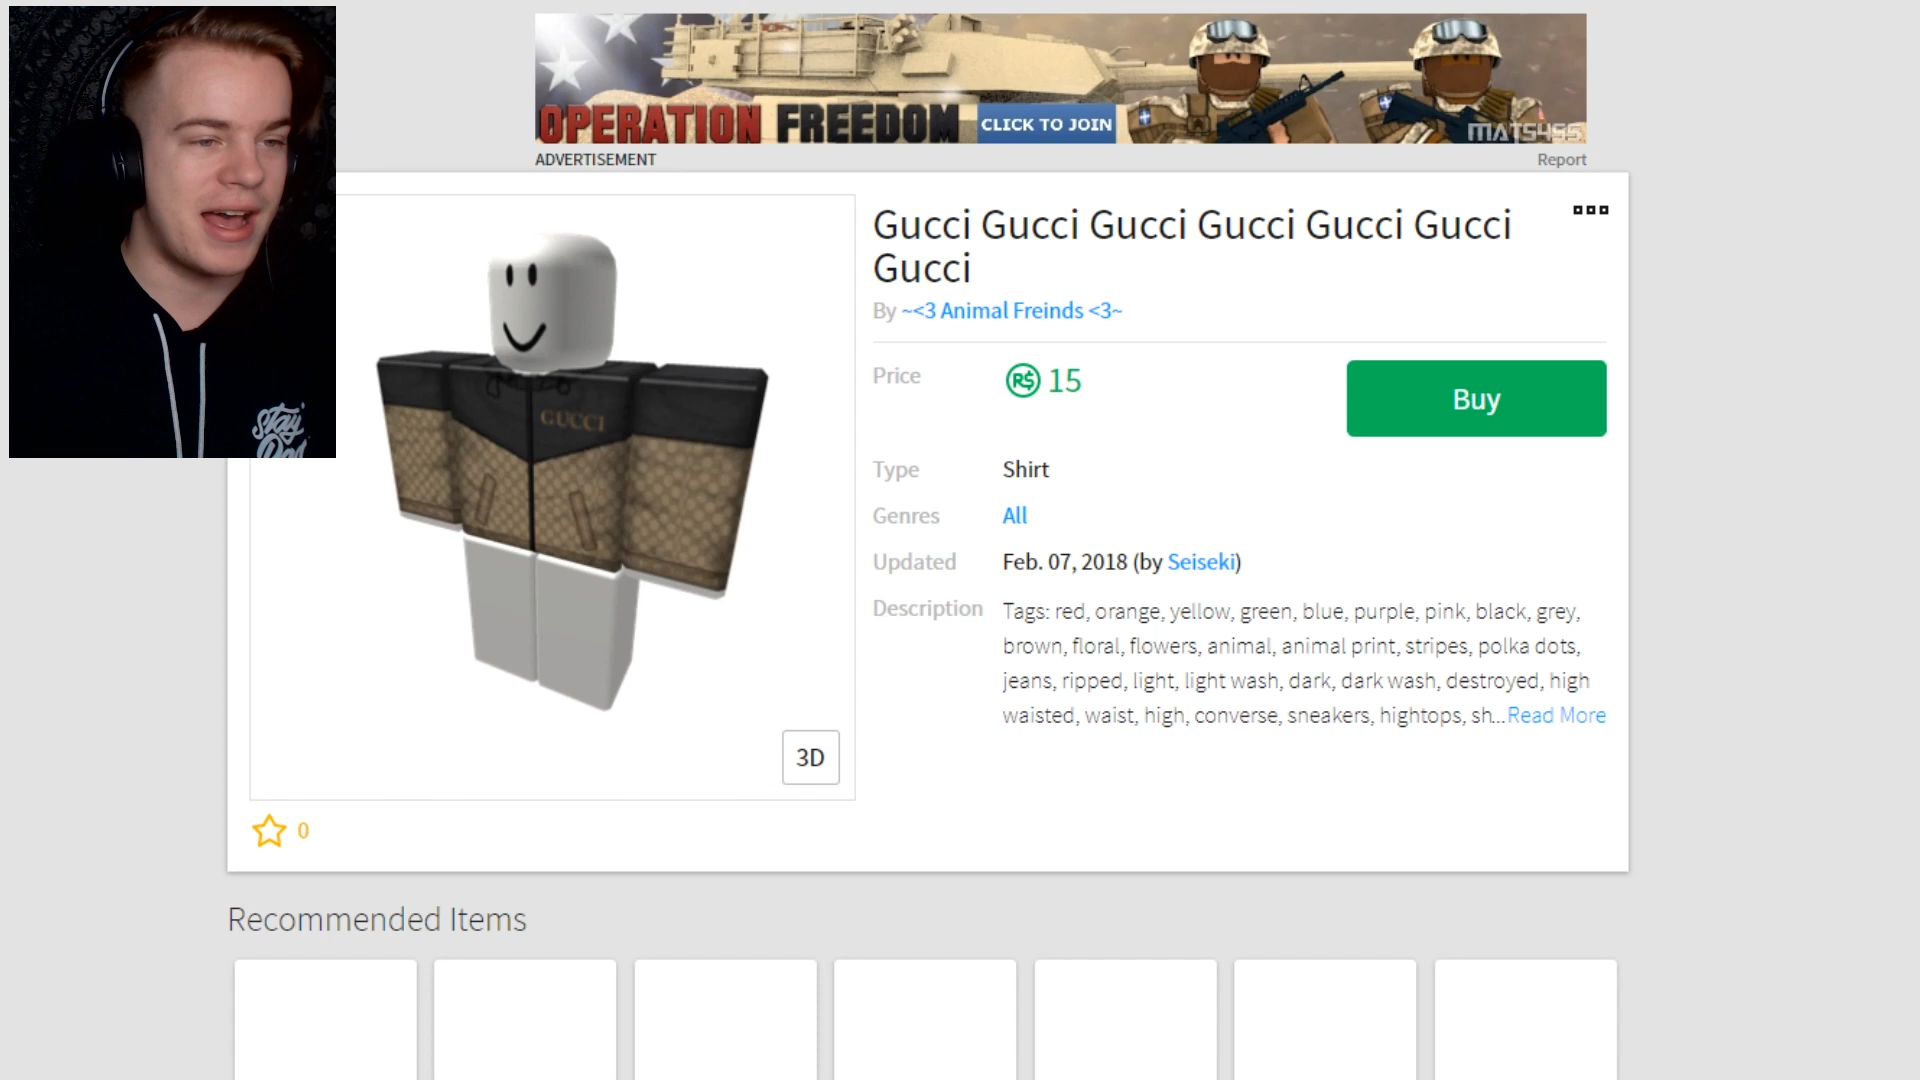 OPERATION FREEDOM CLICK TO JOIN
MATS455
ADVERTISEMENT Report
Gucci Gucci Gucci Gucci Gucci Gucci
Gucci
By ~<3 Animal Freinds <3~
Price R$ 15 Buy
Type Shirt
Genres All
Updated Feb. 07, 2018 (by Seiseki)
Description Tags: red, orange, yellow, green, blue, purple, pink, black, grey,
brown, floral, flowers, animal, animal print, stripes, polka dots,
jeans, ripped, light, light wash, dark, dark wash, destroyed, high
waisted, waist, high, converse, sneakers, hightops, sh...Read More
GUCCI
Stay
3D
0
Recommended Items